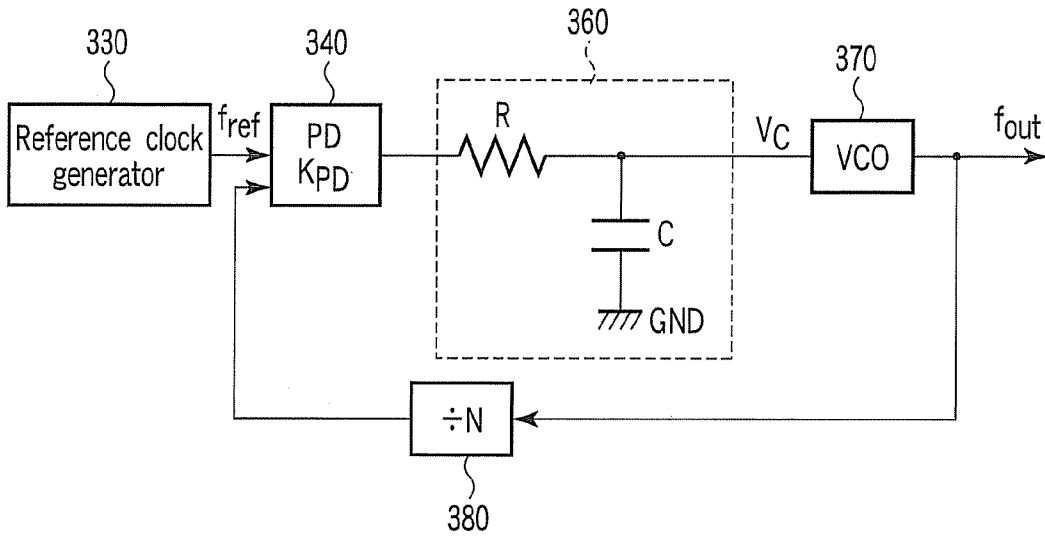 330
340
360
370
Reference clock
generator
fref
PD
KPD
R
VC
VCO
fout
C
GND
÷N
380